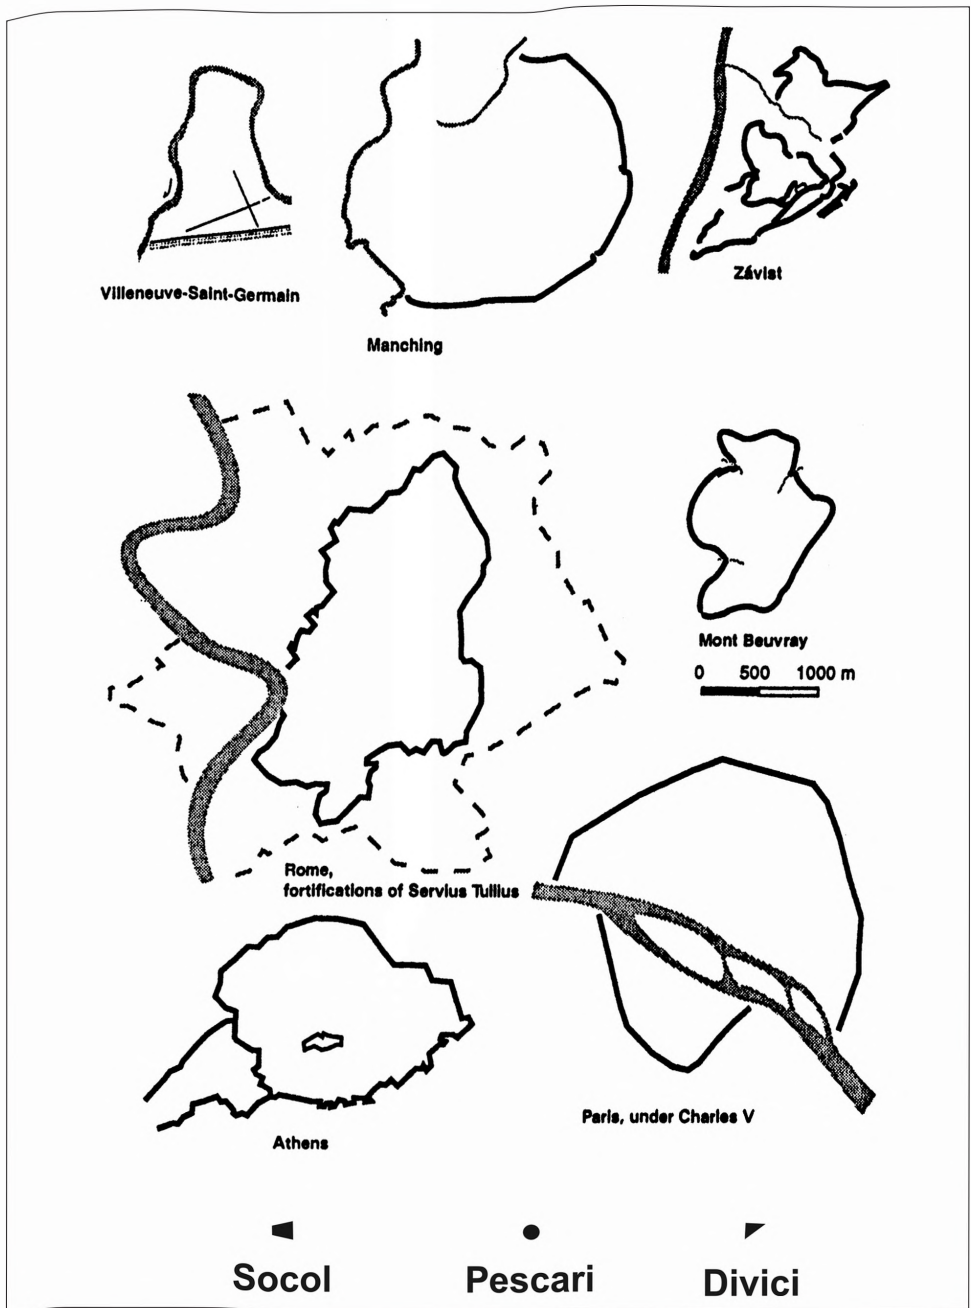 Villeneuve-Saint-Germain
Manching
Závist
Mont Beuvray
0 500 1000 m
Rome,
fortifications of Servius Tullius
Athens
Paris, under Charles V
Socol
Pescari
Divici